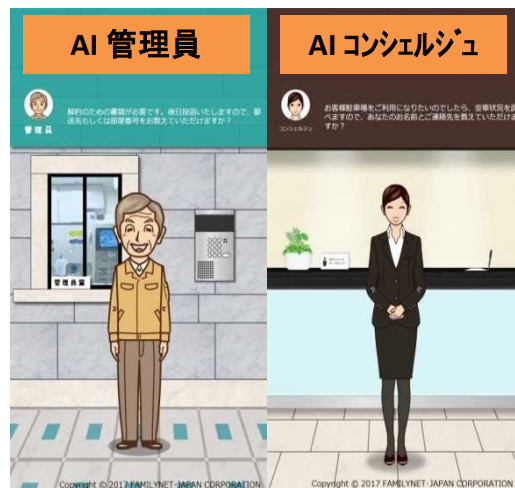 AI 管理員
解約のための書類が必要です。後日投函いたしますので、郵
送先もしくは部屋番号をお教えていただけますか？
管理員
管理員室
Copyright © 2017 FAMILYNET・JAPAN CORPORATION
AI コンシェルジュ
お客様駐車場をご利用になりたいのでしたら、空車状況を調
べますので、あなたのお名前とご連絡先を教えていただけま
すか？
コンシェルジュ
Copyright © 2017 FAMILYNET・JAPAN CORPORATION